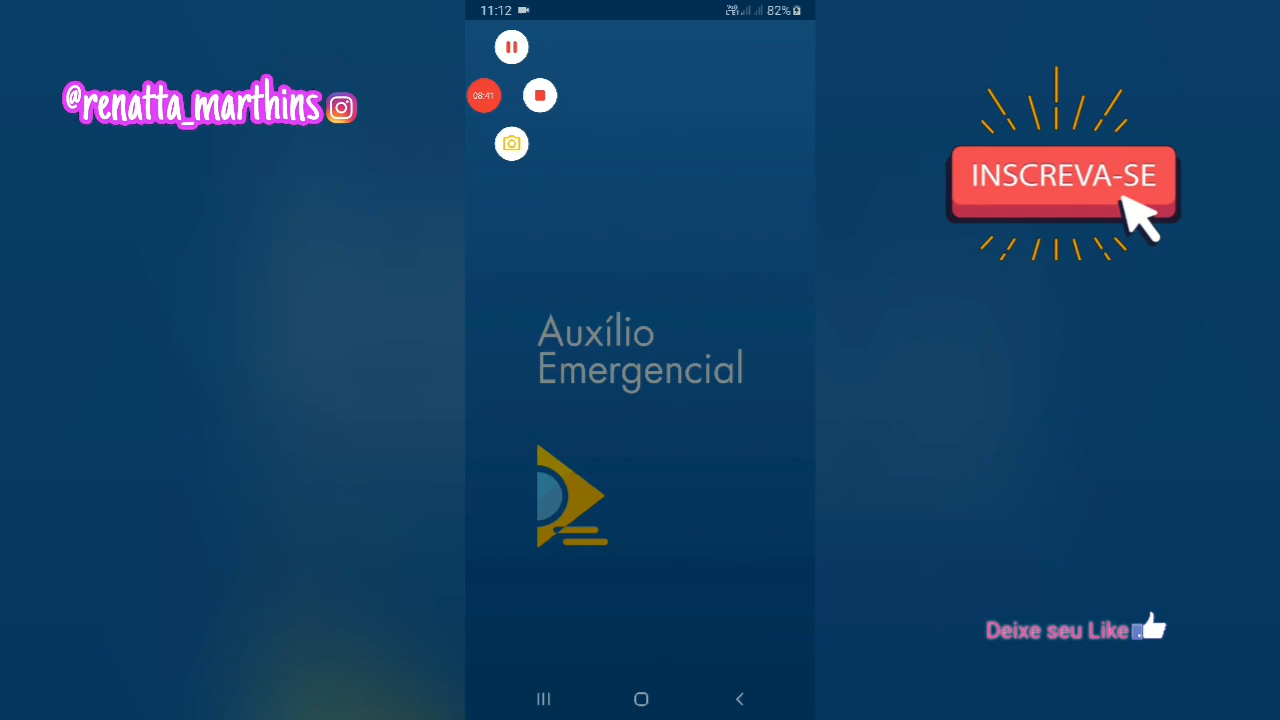 11:12
82%
@renatta_marthins
08:41
INSCREVA-SE
Auxílio
Emergencial
Deixe seu Like